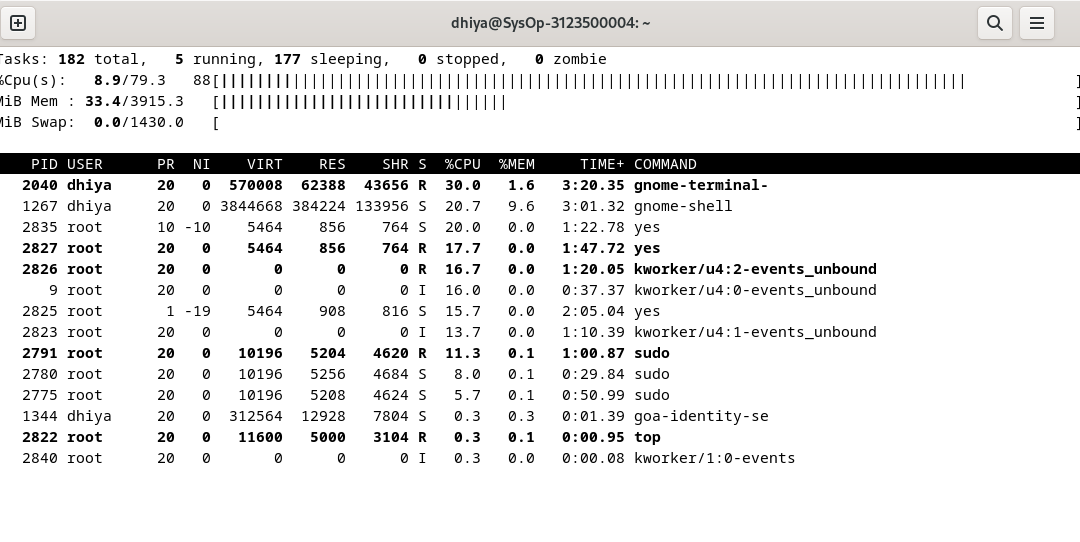 dhiya@SysOp-3123500004: ~
Tasks: 182 total,   5 running, 177 sleeping,   0 stopped,   0 zombie
%Cpu(s):   8.9/79.3   88[||||||||||||||||||||||||||||||||||||||||||||||||||||||||||||||||||||||||||||||||||| ]
MiB Mem : 33.4/3915.3   [|||||||||||||||||||||||||||||||| ]
MiB Swap:  0.0/1430.0   [ ]
PID USER      PR  NI    VIRT    RES    SHR S  %CPU  %MEM     TIME+ COMMAND
2040 dhiya     20   0  570008  62388  43656 R  30.0   1.6   3:20.35 gnome-terminal-
1267 dhiya     20   0 3844668 384224 133956 S  20.7   9.6   3:01.32 gnome-shell
2835 root      10 -10    5464    856    764 S  20.0   0.0   1:22.78 yes
2827 root      20   0    5464    856    764 R  17.7   0.0   1:47.72 yes
2826 root      20   0       0      0      0 R  16.7   0.0   1:20.05 kworker/u4:2-events_unbound
9 root      20   0       0      0      0 I  16.0   0.0   0:37.37 kworker/u4:0-events_unbound
2825 root       1 -19    5464    908    816 S  15.7   0.0   2:05.04 yes
2823 root      20   0       0      0      0 I  13.7   0.0   1:10.39 kworker/u4:1-events_unbound
2791 root      20   0   10196   5204   4620 R  11.3   0.1   1:00.87 sudo
2780 root      20   0   10196   5256   4684 S   8.0   0.1   0:29.84 sudo
2775 root      20   0   10196   5208   4624 S   5.7   0.1   0:50.99 sudo
1344 dhiya     20   0  312564  12928   7804 S   0.3   0.3   0:01.39 goa-identity-se
2822 root      20   0   11600   5000   3104 R   0.3   0.1   0:00.95 top
2840 root      20   0       0      0      0 I   0.3   0.0   0:00.08 kworker/1:0-events